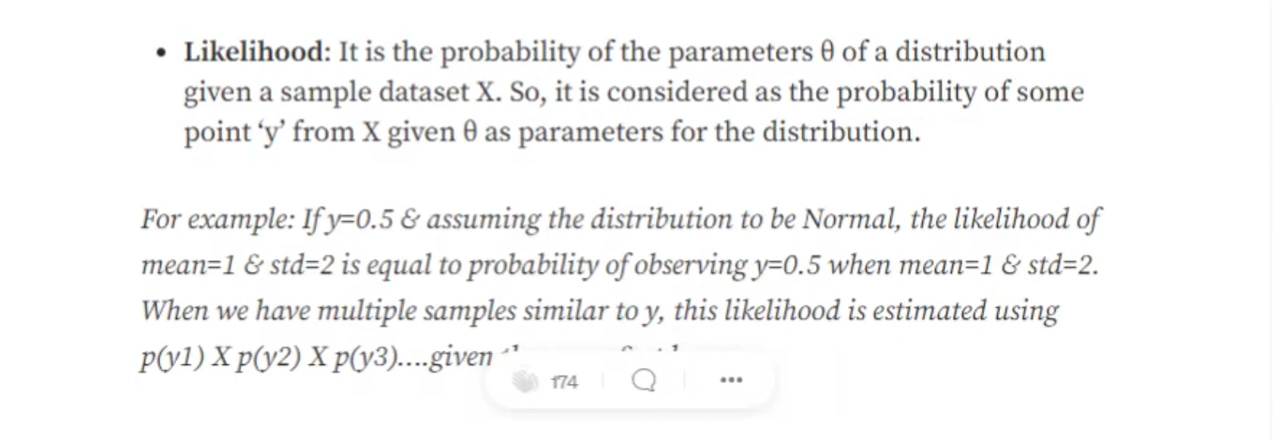 • Likelihood: It is the probability of the parameters θ of a distribution
given a sample dataset X. So, it is considered as the probability of some
point ‘y’ from X given θ as parameters for the distribution.
For example: If y=0.5 & assuming the distribution to be Normal, the likelihood of
mean=1 & std=2 is equal to probability of observing y=0.5 when mean=1 & std=2.
When we have multiple samples similar to y, this likelihood is estimated using
p(y1) X p(y2) X p(y3)....given
174